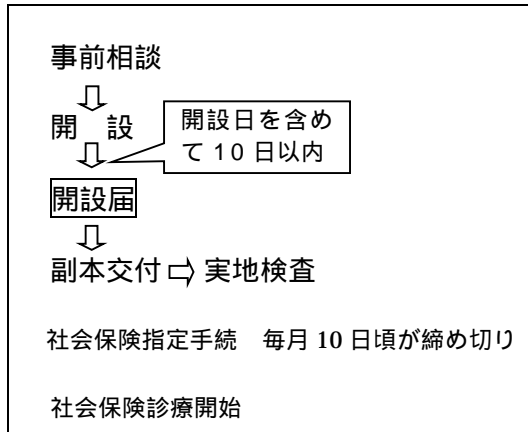 事前相談
開　設
開設日を含め
て１０日以内
開設届
副本交付 ⇨ 実地検査
社会保険指定手続　毎月 10 日頃が締め切り
社会保険診療開始